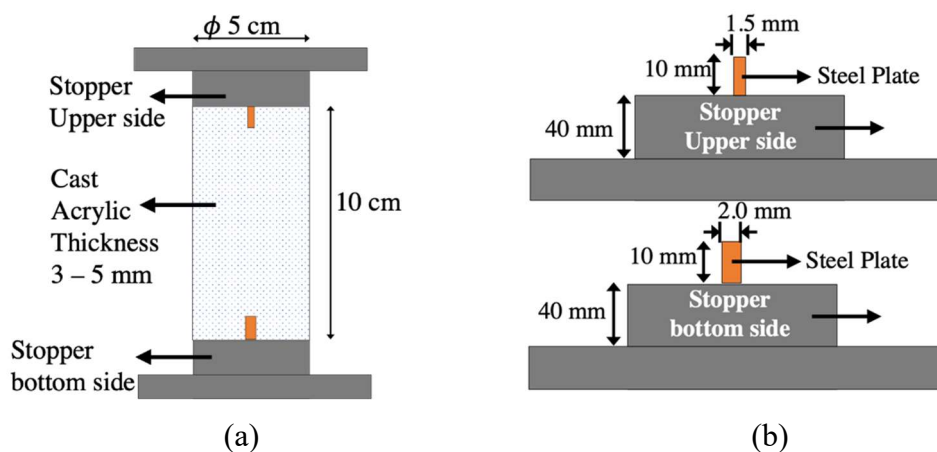 ϕ 5 cm
Stopper
Upper side
Cast
Acrylic
Thickness
3 – 5 mm
10 cm
Stopper
bottom side
(a)
1.5 mm
10 mm
Steel Plate
40 mm
Stopper
Upper side
2.0 mm
10 mm
Steel Plate
40 mm
Stopper
bottom side
(b)